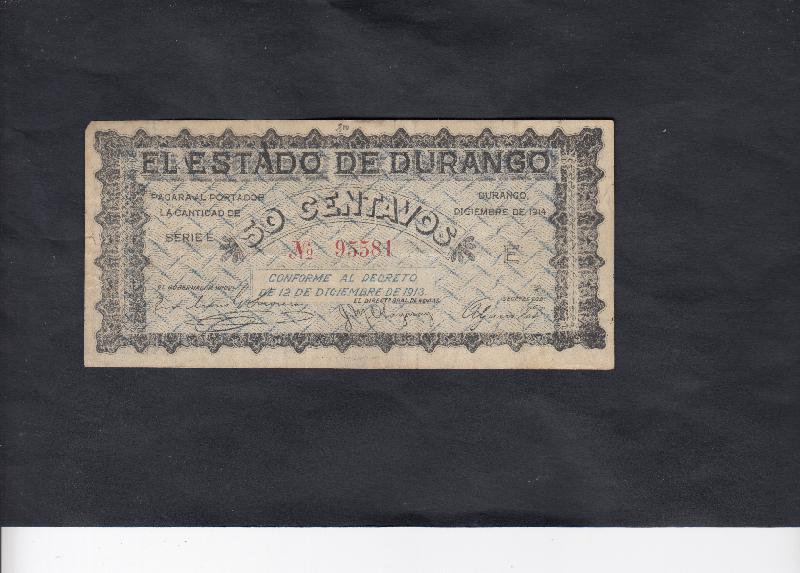 EL ESTADO DE DURANGO
PAGARA AL PORTADOR
LA CANTIDAD DE
SERIE E
50 CENTAVOS
DURANGO,
DICIEMBRE DE 1914
E
No 95581
CONFORME AL DECRETO
DE 12 DE DICIEMBRE DE 1913
EL GOBERNADOR
EL DIRECTOR GRAL DE RENTAS